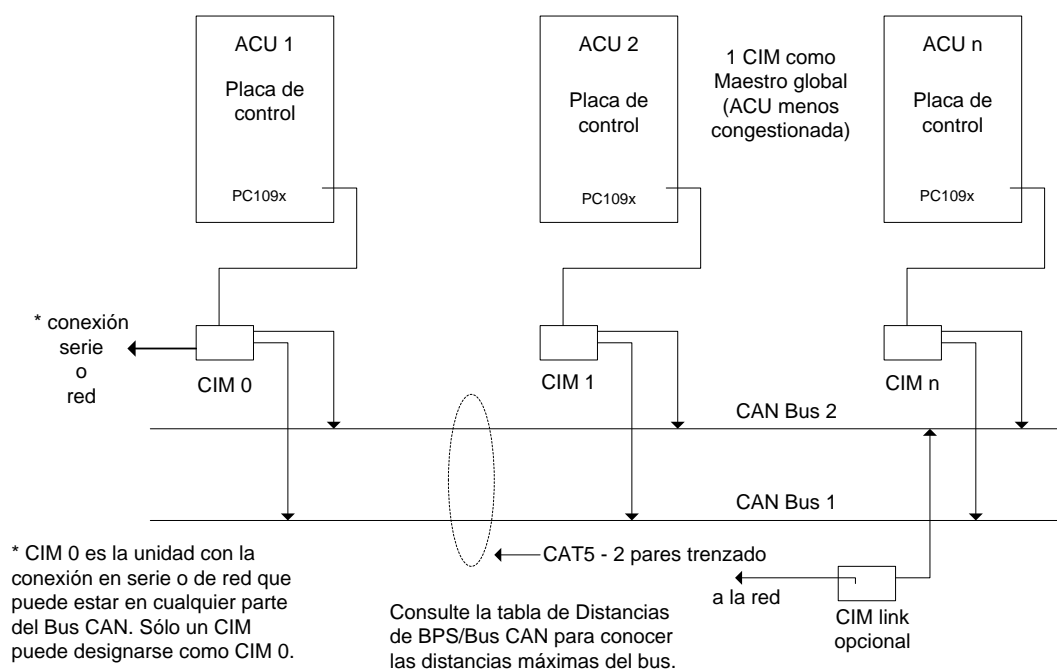 ACU 1
Placa de
control
PC109x
ACU 2
Placa de
control
PC109x
1 CIM como
Maestro global
(ACU menos
congestionada)
ACU n
Placa de
control
PC109x
* conexión
serie
o
red
CIM 0
CIM 1
CIM n
CAN Bus 2
CAN Bus 1
* CIM 0 es la unidad con la
conexión en serie o de red que
puede estar en cualquier parte
del Bus CAN. Sólo un CIM
puede designarse como CIM 0.
CAT5 - 2 pares trenzado
Consulte la tabla de Distancias
de BPS/Bus CAN para conocer
las distancias máximas del bus.
a la red
CIM link
opcional